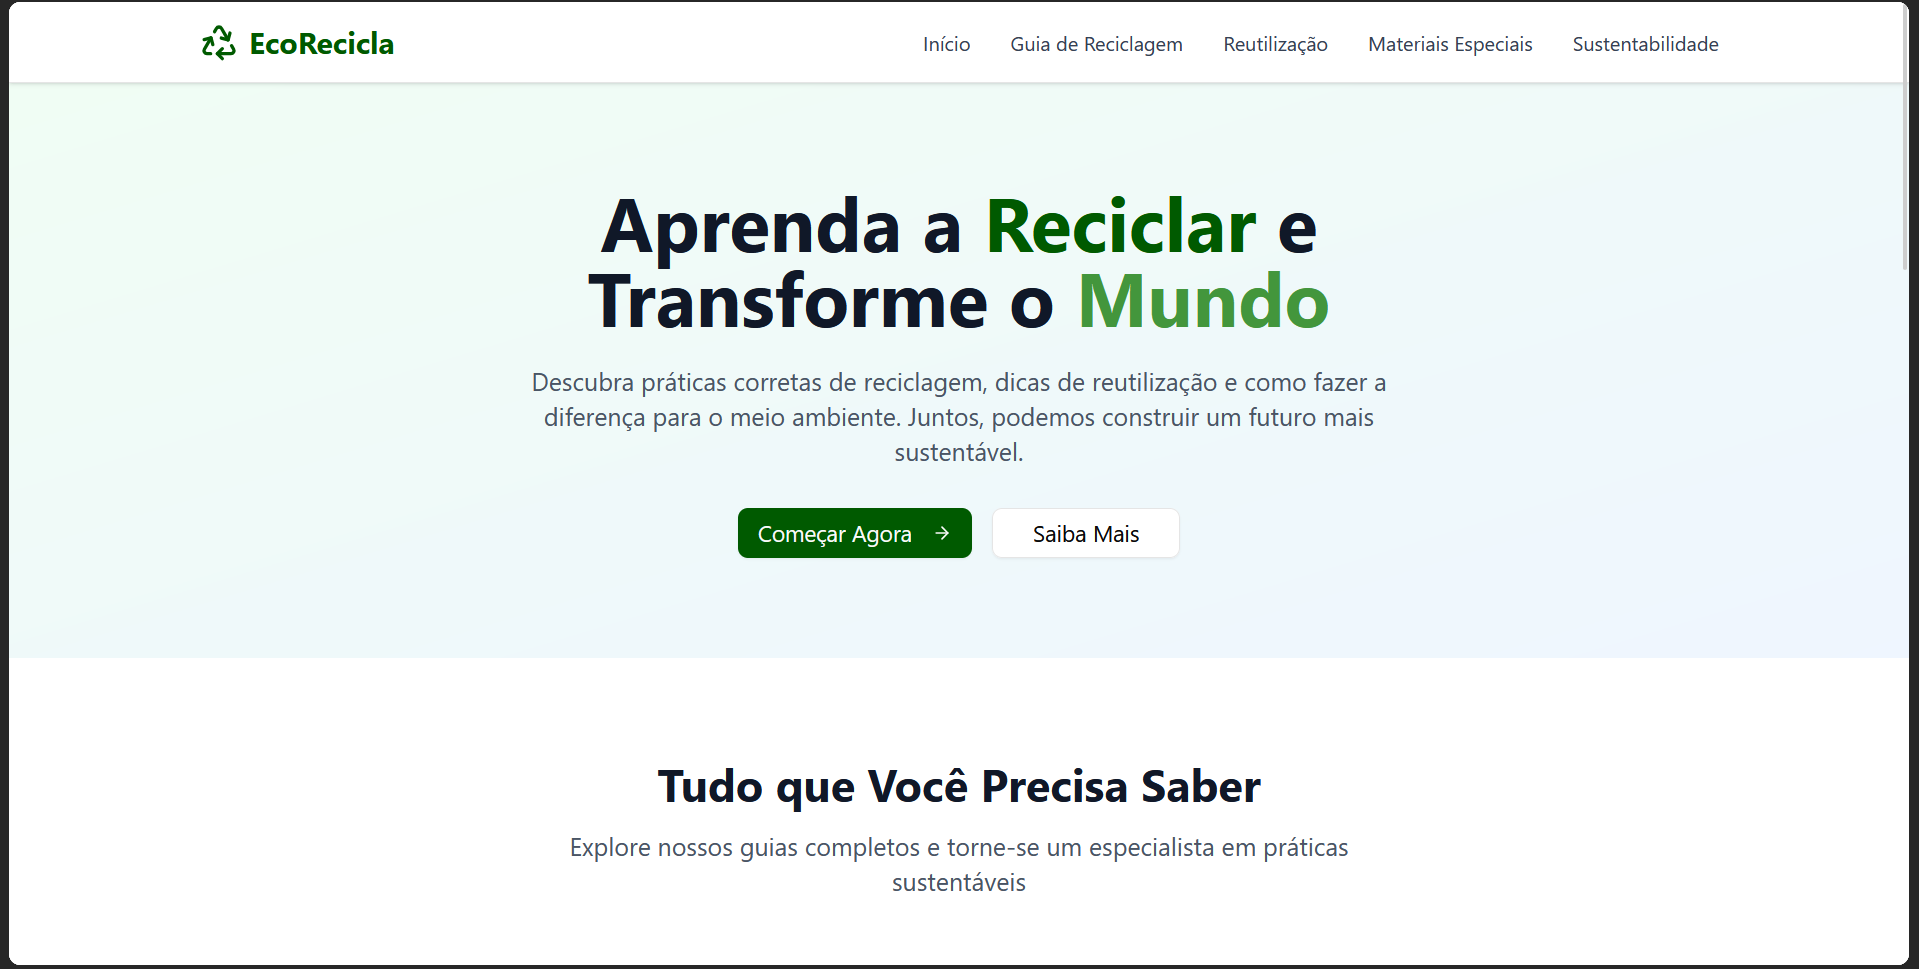 EcoRecicla
Início
Guia de Reciclagem
Reutilização
Materiais Especiais
Sustentabilidade
Aprenda a Reciclar e
Transforme o Mundo
Descubra práticas corretas de reciclagem, dicas de reutilização e como fazer a
diferença para o meio ambiente. Juntos, podemos construir um futuro mais
sustentável.
Começar Agora
Saiba Mais
Tudo que Você Precisa Saber
Explore nossos guias completos e torne-se um especialista em práticas
sustentáveis